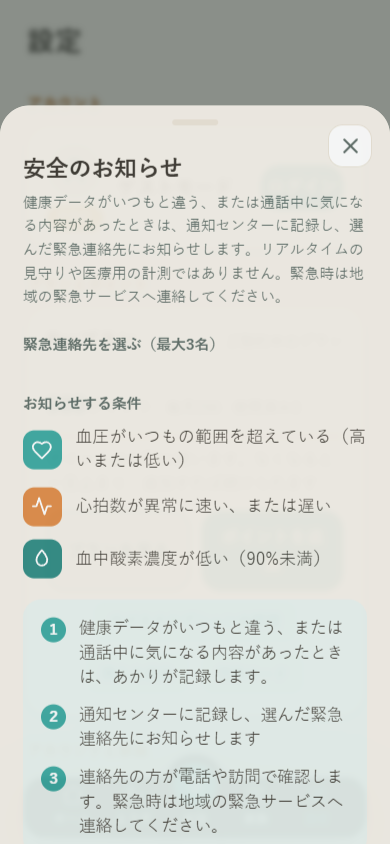 設定
安全のお知らせ
健康データがいつもと違う、または通話中に気にな
る内容があったときは、通知センターに記録し、選
んだ緊急連絡先にお知らせします。リアルタイムの
見守りや医療用の計測ではありません。緊急時は地
域の緊急サービスへ連絡してください。
緊急連絡先を選ぶ（最大3名）
お知らせする条件
血圧がいつもの範囲を超えている（高
いまたは低い）
心拍数が異常に速い、または遅い
血中酸素濃度が低い（90%未満）
1 健康データがいつもと違う、または
通話中に気になる内容があったとき
は、あかりが記録します。
2 通知センターに記録し、選んだ緊急
連絡先にお知らせします
3 連絡先の方が電話や訪問で確認しま
す。緊急時は地域の緊急サービスへ
連絡してください。